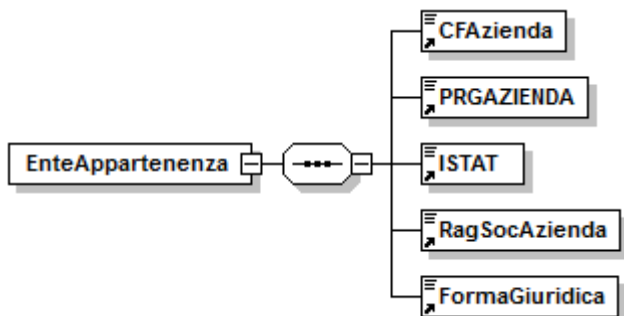 CFAzienda
PRGAZIENDA
EnteAppartenenza
ISTAT
RagSocAzienda
FormaGiuridica